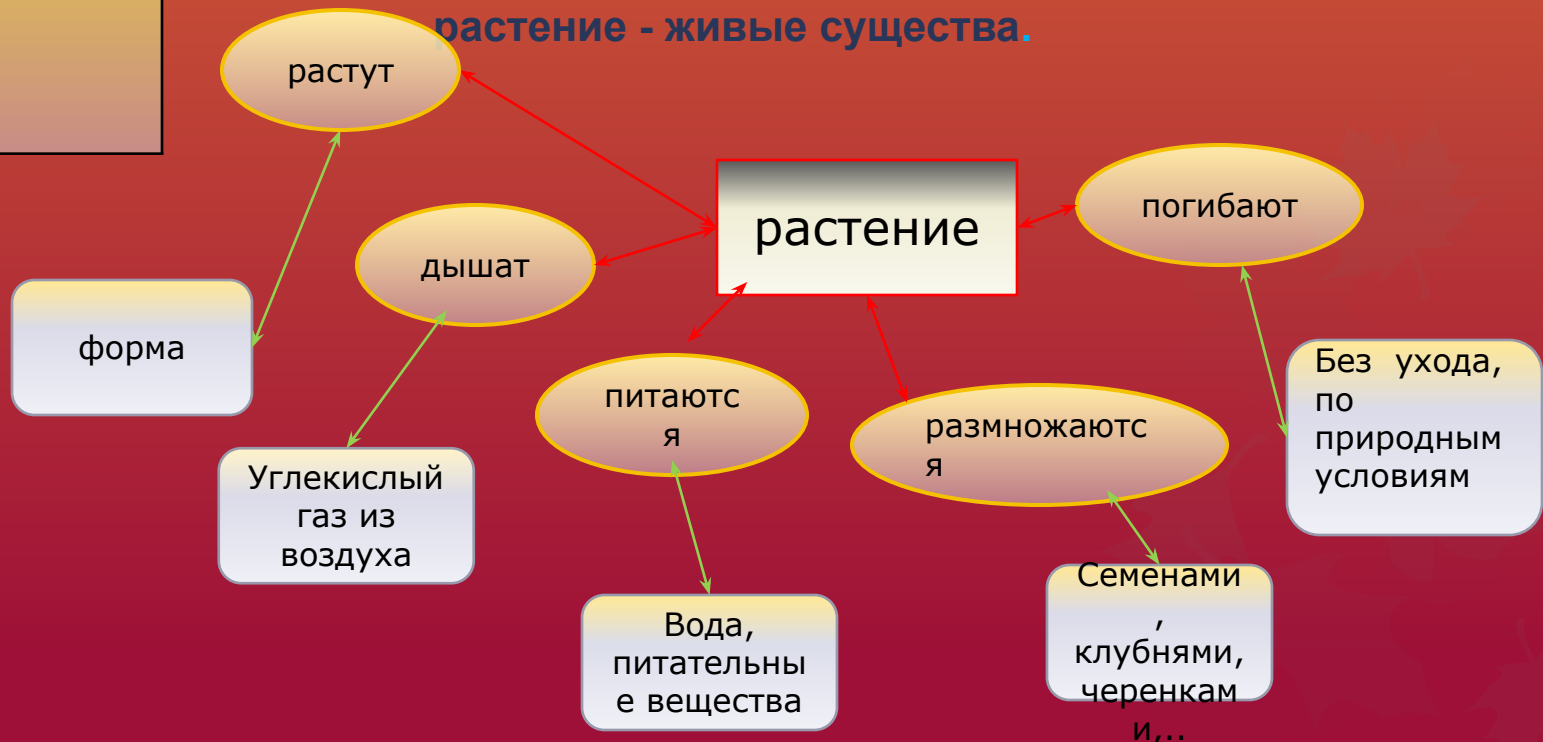 растение - живые существа.
растут
растение
погибают
дышат
форма
питаютс
я
размножаютс
я
Без ухода,
по
природным
условиям
Углекислый
газ из
воздуха
Вода,
питательны
е вещества
Семенами
,
клубнями,
черенкам
и,..